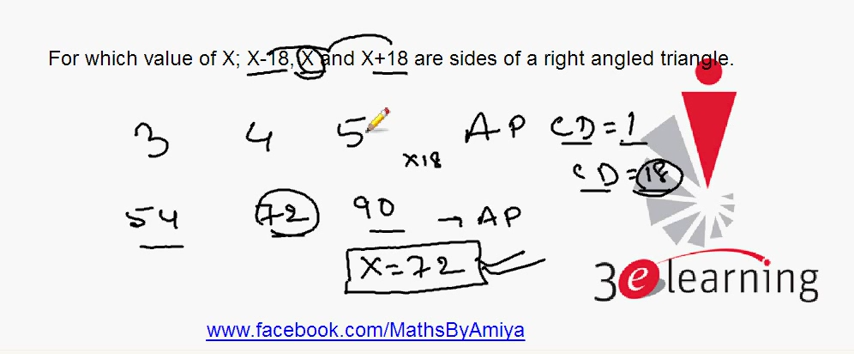 For which value of X; X-18, X and X+18 are sides of a right angled triangle.
3 4 5 AP CD=1
×18 CD=18
54 72 90 → AP
X=72
3elearning
www.facebook.com/MathsByAmiya